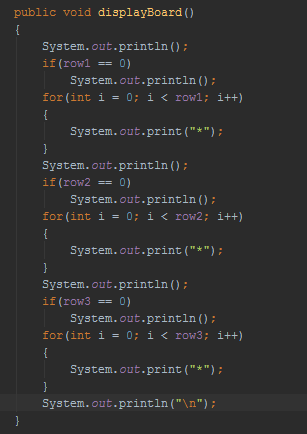 public void displayBoard()
{
    System.out.println();
    if(row1 == 0)
        System.out.println();
    for(int i = 0; i < row1; i++)
    {
        System.out.print("*");
    }
    System.out.println();
    if(row2 == 0)
        System.out.println();
    for(int i = 0; i < row2; i++)
    {
        System.out.print("*");
    }
    System.out.println();
    if(row3 == 0)
        System.out.println();
    for(int i = 0; i < row3; i++)
    {
        System.out.print("*");
    }
    System.out.println("\n");
}